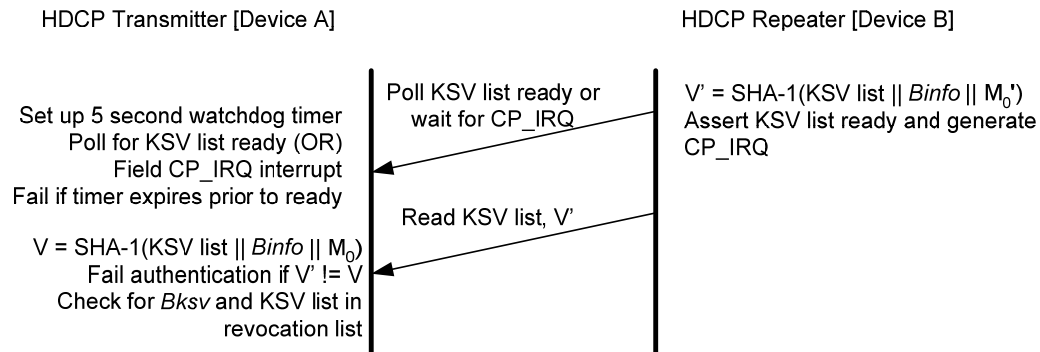 HDCP Transmitter [Device A]
HDCP Repeater [Device B]
Set up 5 second watchdog timer
Poll for KSV list ready (OR)
Field CP_IRQ interrupt
Fail if timer expires prior to ready
Poll KSV list ready or
wait for CP_IRQ
V' = SHA-1(KSV list || Binfo || M0')
Assert KSV list ready and generate
CP_IRQ
Read KSV list, V'
V = SHA-1(KSV list || Binfo || M0)
Fail authentication if V' != V
Check for Bksv and KSV list in
revocation list